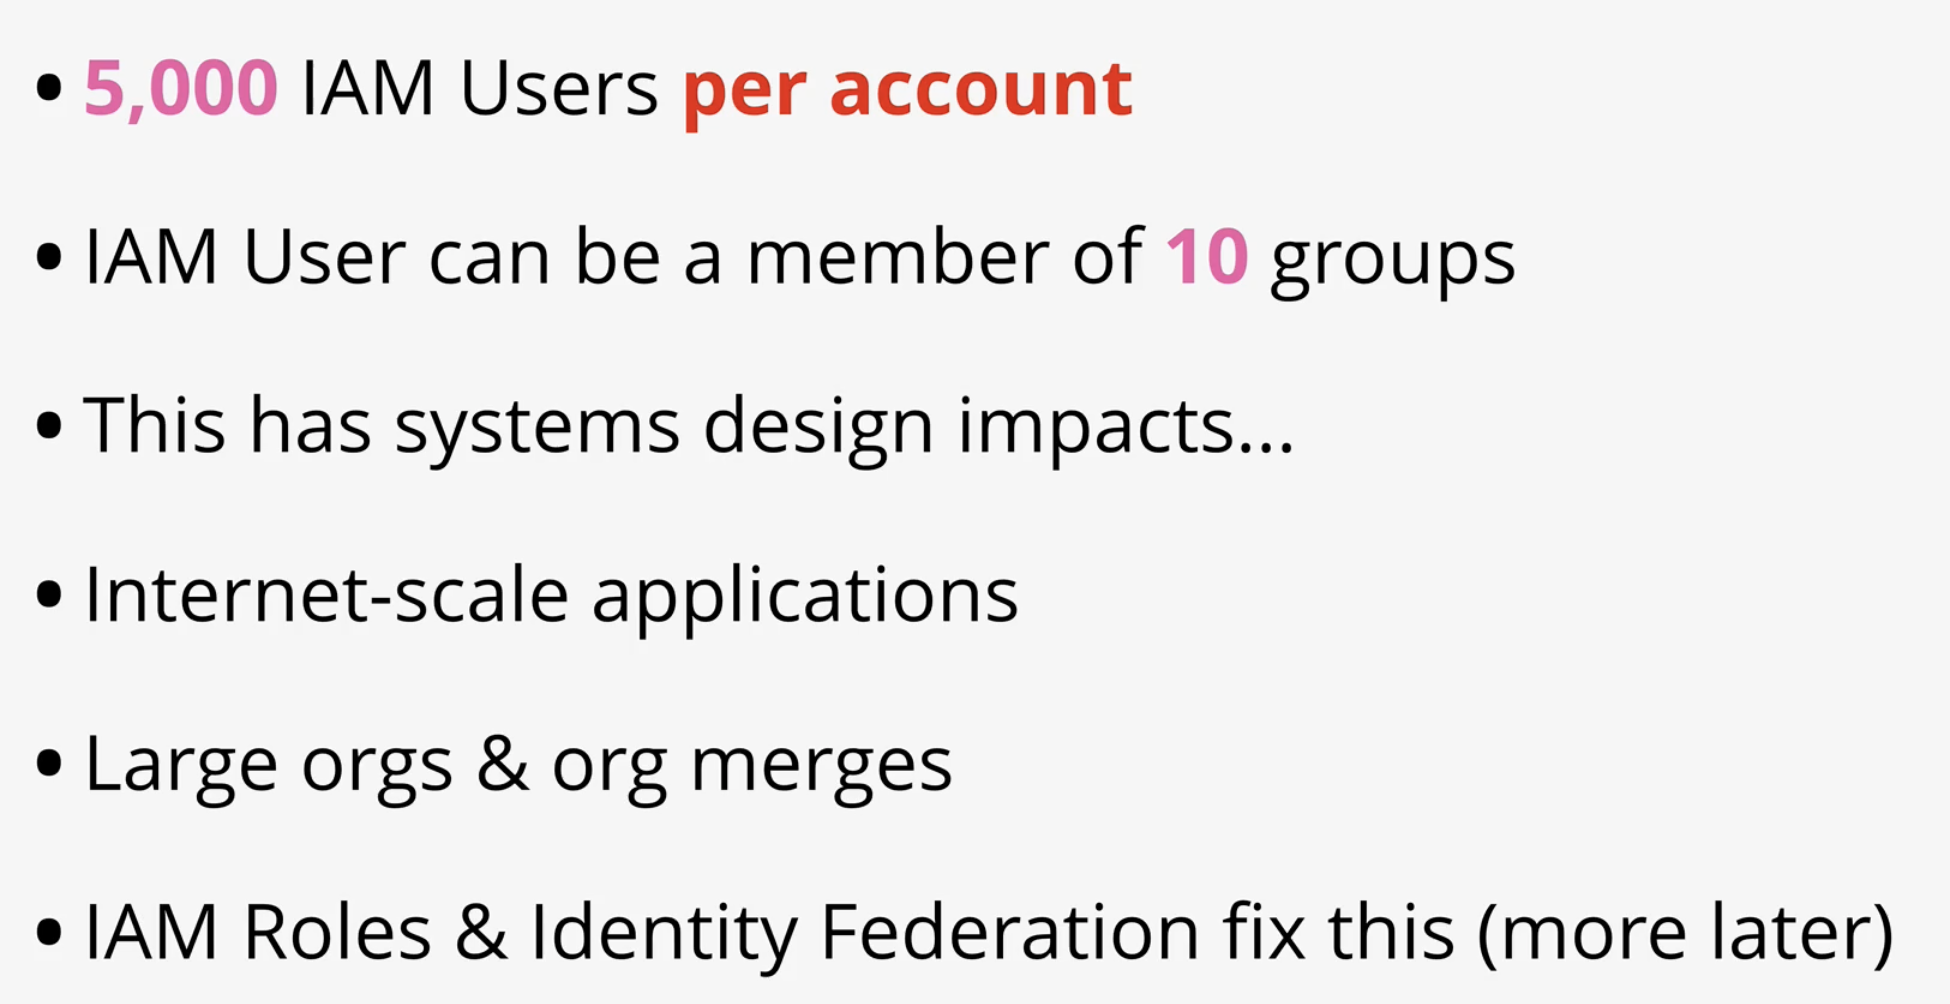 • 5,000 IAM Users per account
• IAM User can be a member of 10 groups
• This has systems design impacts...
• Internet-scale applications
• Large orgs & org merges
• IAM Roles & Identity Federation fix this (more later)